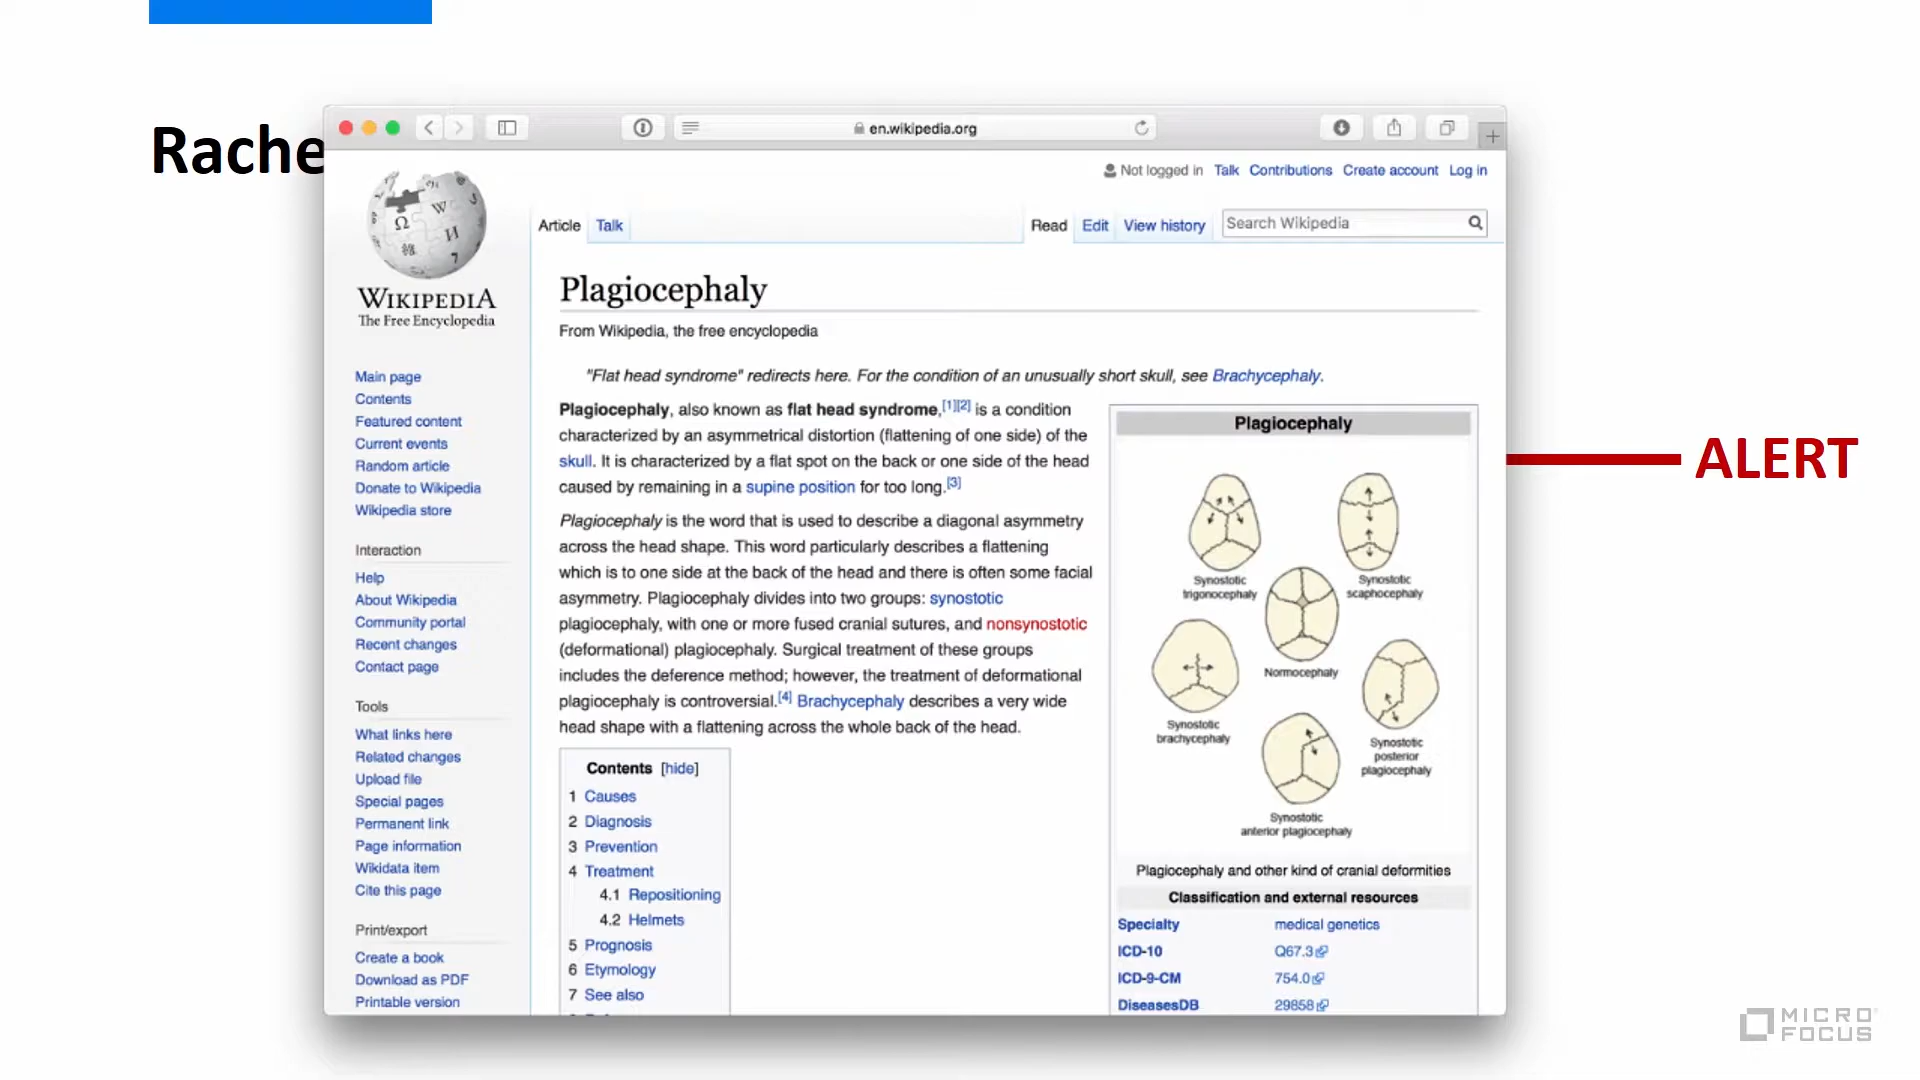 Rache
en.wikipedia.org
Not logged in Talk Contributions Create account Log in
Article Talk
Read Edit View history Search Wikipedia
WIKIPEDIA
The Free Encyclopedia
Main page
Contents
Featured content
Current events
Random article
Donate to Wikipedia
Wikipedia store
Interaction
Help
About Wikipedia
Community portal
Recent changes
Contact page
Tools
What links here
Related changes
Upload file
Special pages
Permanent link
Page information
Wikidata item
Cite this page
Print/export
Create a book
Download as PDF
Printable version
Plagiocephaly
From Wikipedia, the free encyclopedia
"Flat head syndrome" redirects here. For the condition of an unusually short skull, see Brachycephaly.
Plagiocephaly, also known as flat head syndrome,[1][2] is a condition
characterized by an asymmetrical distortion (flattening of one side) of the
skull. It is characterized by a flat spot on the back or one side of the head
caused by remaining in a supine position for too long.[3]
Plagiocephaly is the word that is used to describe a diagonal asymmetry
across the head shape. This word particularly describes a flattening
which is to one side at the back of the head and there is often some facial
asymmetry. Plagiocephaly divides into two groups: synostotic
plagiocephaly, with one or more fused cranial sutures, and nonsynostotic
(deformational) plagiocephaly. Surgical treatment of these groups
includes the deference method; however, the treatment of deformational
plagiocephaly is controversial.[4] Brachycephaly describes a very wide
head shape with a flattening across the whole back of the head.
Contents [hide]
1 Causes
2 Diagnosis
3 Prevention
4 Treatment
4.1 Repositioning
4.2 Helmets
5 Prognosis
6 Etymology
7 See also
Plagiocephaly
Synostotic
trigonocephaly
Synostotic
scaphocephaly
Normocephaly
Synostotic
brachycephaly
Synostotic
posterior
plagiocephaly
Synostotic
anterior plagiocephaly
Plagiocephaly and other kind of cranial deformities
Classification and external resources
Specialty medical genetics
ICD-10 Q67.3
ICD-9-CM 754.0
DiseasesDB 29858
ALERT
MICRO
FOCUS